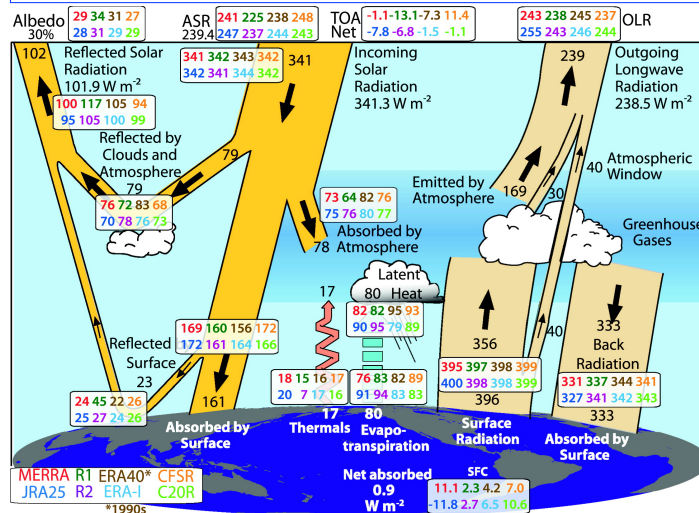 Albedo
30%
29 34 31 27
28 31 29 29
ASR
239.4
241 225 238 248
247 237 244 243
TOA
Net
-1.1 -13.1 -7.3 11.4
-7.8 -6.8 -1.5 -1.1
243 238 245 237
255 243 246 244
OLR
102
Reflected Solar
Radiation
101.9 W m-2
100 117 105 94
95 105 100 99
341 342 343 342
342 341 344 342
341
Incoming
Solar
Radiation
341.3 W m-2
239
Outgoing
Longwave
Radiation
238.5 W m-2
Reflected by
Clouds and
Atmosphere
79
79
76 72 83 68
70 78 76 73
73 64 82 76
75 76 80 77
78
Absorbed by
Atmosphere
Emitted by
Atmosphere
169
30
40
Atmospheric
Window
Greenhouse
Gases
17
Latent
80 Heat
82 82 95 93
90 95 79 89
356
40
333
Back
Radiation
169 160 156 172
172 161 164 166
Reflected
Surface
23
24 45 22 26
25 27 24 26
161
Absorbed by
Surface
18 15 16 17
20 7 17 16
17
Thermals
76 83 82 89
91 94 83 83
80
Evapo-
transpiration
395 397 398 399
400 398 398 399
396
Surface
Radiation
331 337 344 341
327 341 342 343
333
Absorbed by
Surface
Net absorbed
0.9
W m-2
SFC
11.1 2.3 4.2 7.0
-11.8 2.7 6.5 10.6
MERRA R1 ERA40* CFSR
JRA25 R2 ERA-I C20R
*1990s